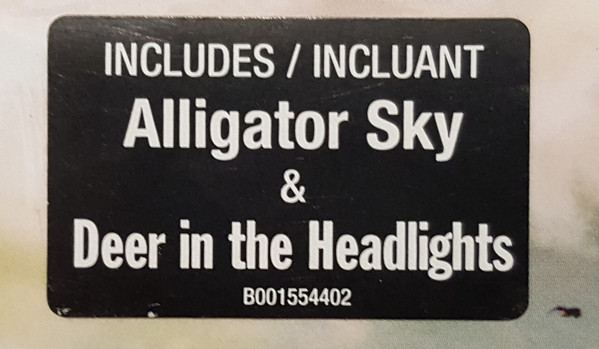 INCLUDES / INCLUANT
Alligator Sky
&
Deer in the Headlights
B001554402